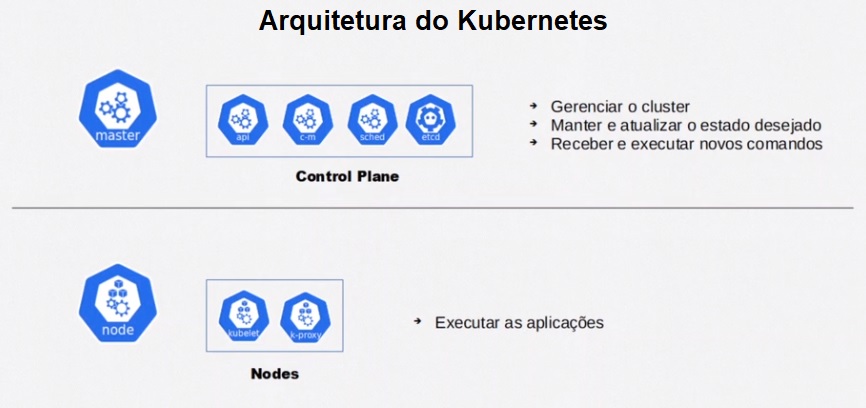 Arquitetura do Kubernetes
master
api
c-m
sched
etcd
Control Plane
Gerenciar o cluster
Manter e atualizar o estado desejado
Receber e executar novos comandos
node
kubelet
k-proxy
Nodes
Executar as aplicações